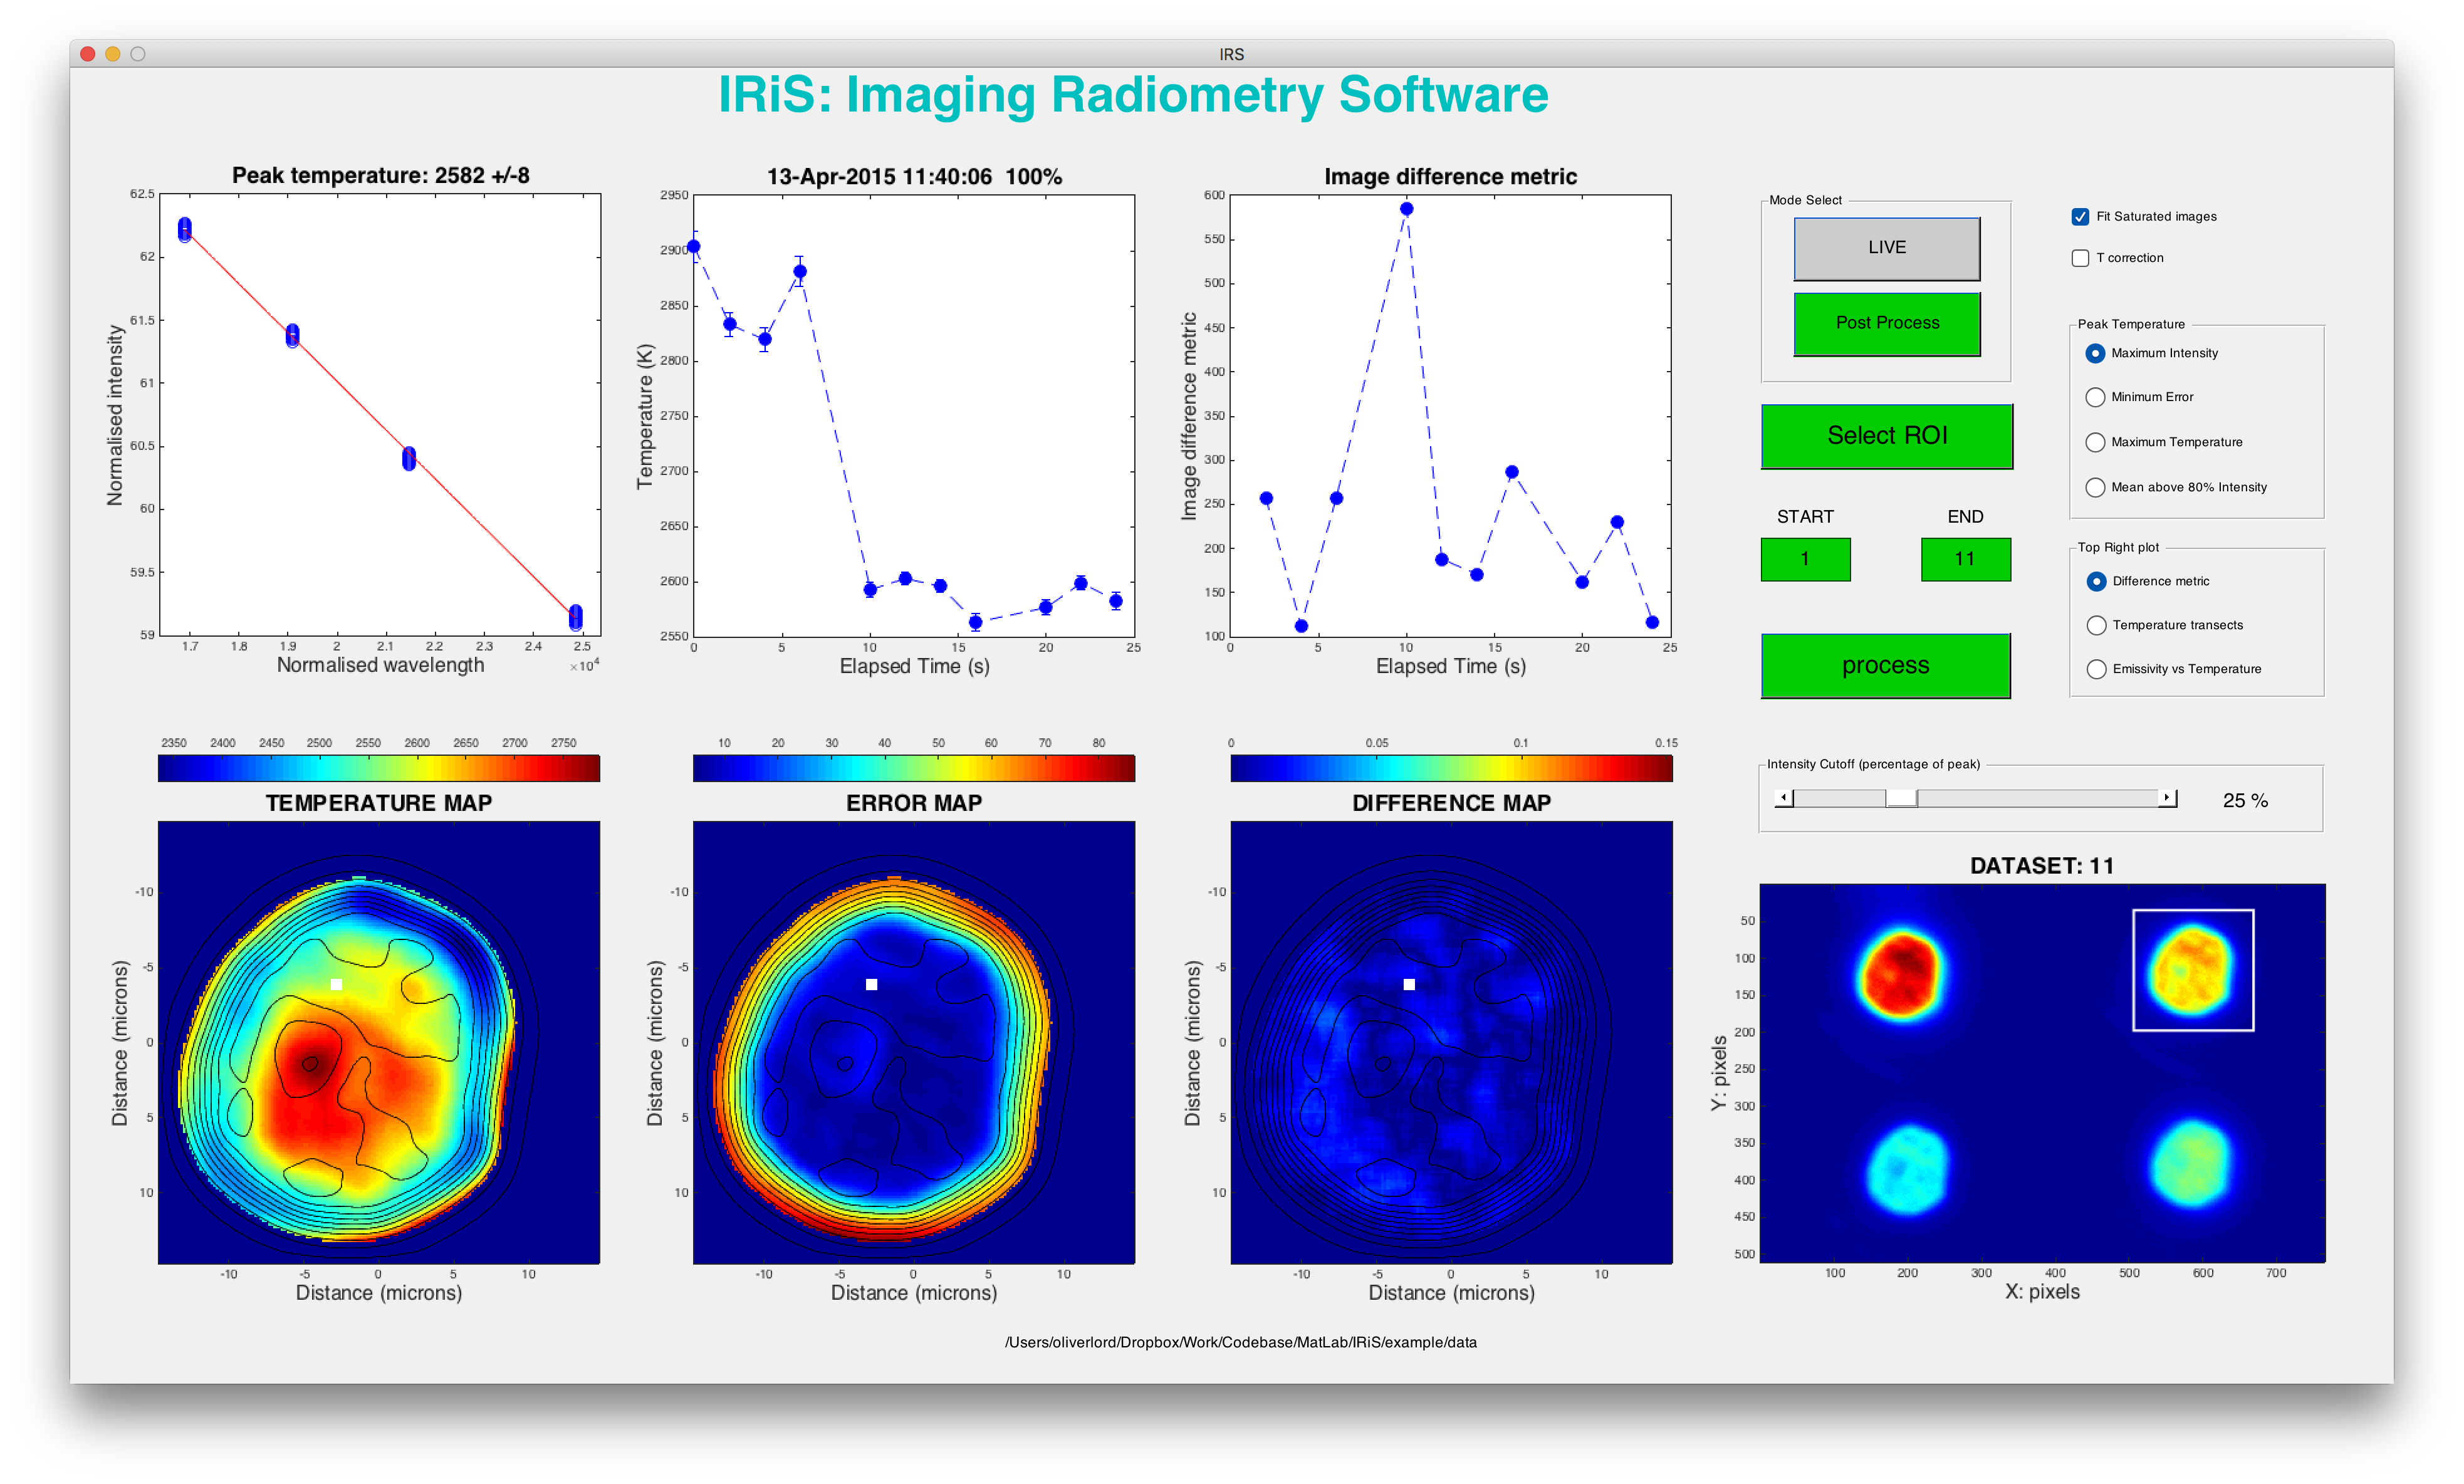 IRS
IRiS: Imaging Radiometry Software
Peak temperature: 2582 +/-8
62.5
62
61.5
61
60.5
60
59.5
59
Normalised intensity
1.7 1.8 1.9 2 2.1 2.2 2.3 2.4 2.5
×10⁴
Normalised wavelength
13-Apr-2015 11:40:06 100%
2950
2900
2850
2800
2750
2700
2650
2600
2550
Temperature (K)
0 5 10 15 20 25
Elapsed Time (s)
Image difference metric
600
550
500
450
400
350
300
250
200
150
100
Image difference metric
0 5 10 15 20 25
Elapsed Time (s)
Mode Select
LIVE
Post Process
Select ROI
START END
1 11
process
Fit Saturated images
T correction
Peak Temperature
Maximum Intensity
Minimum Error
Maximum Temperature
Mean above 80% Intensity
Top Right plot
Difference metric
Temperature transects
Emissivity vs Temperature
2350 2400 2450 2500 2550 2600 2650 2700 2750
TEMPERATURE MAP
-10
-5
0
5
10
Distance (microns)
-10 -5 0 5 10
Distance (microns)
10 20 30 40 50 60 70 80
ERROR MAP
-10
-5
0
5
10
Distance (microns)
-10 -5 0 5 10
Distance (microns)
0 0.05 0.1 0.15
DIFFERENCE MAP
-10
-5
0
5
10
Distance (microns)
-10 -5 0 5 10
Distance (microns)
Intensity Cutoff (percentage of peak)
25 %
DATASET: 11
50
100
150
200
250
300
350
400
450
500
Y: pixels
100 200 300 400 500 600 700
X: pixels
/Users/oliverlord/Dropbox/Work/Codebase/MatLab/IRiS/example/data